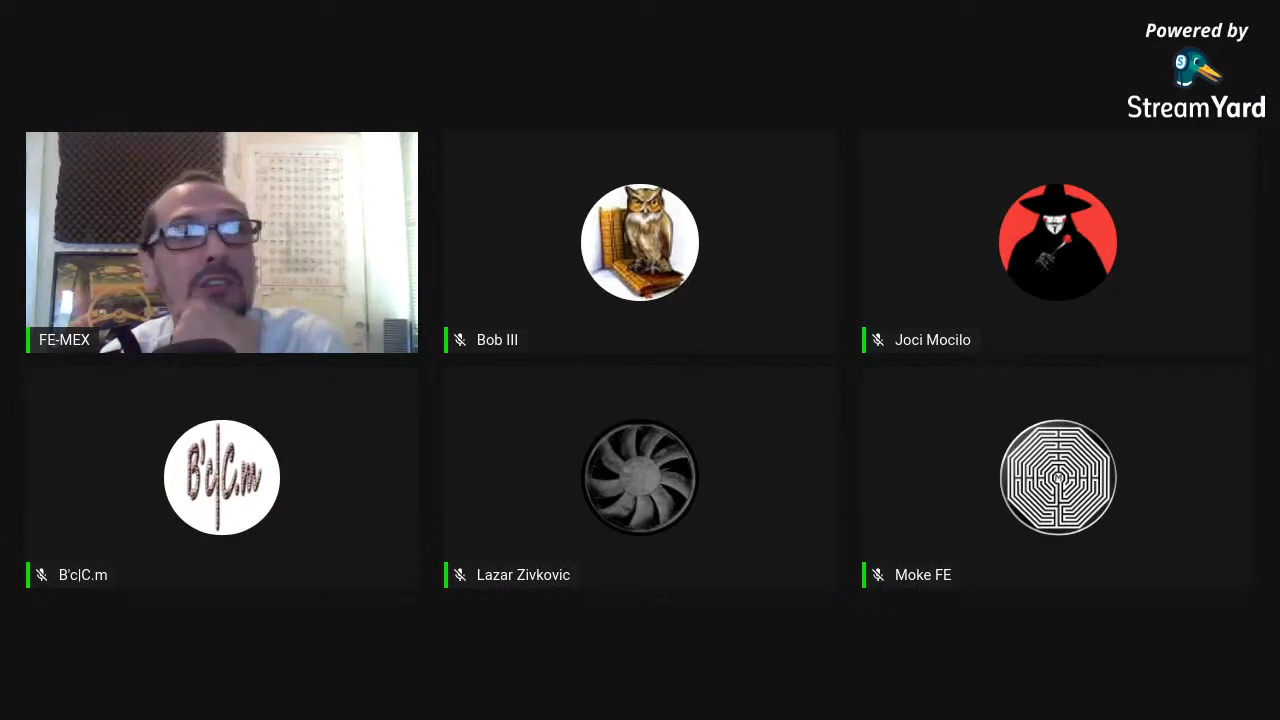 Powered by
StreamYard
FE-MEX
Bob III
Joci Mocilo
B'c|C.m
B'c|C.m
Lazar Zivkovic
Moke FE